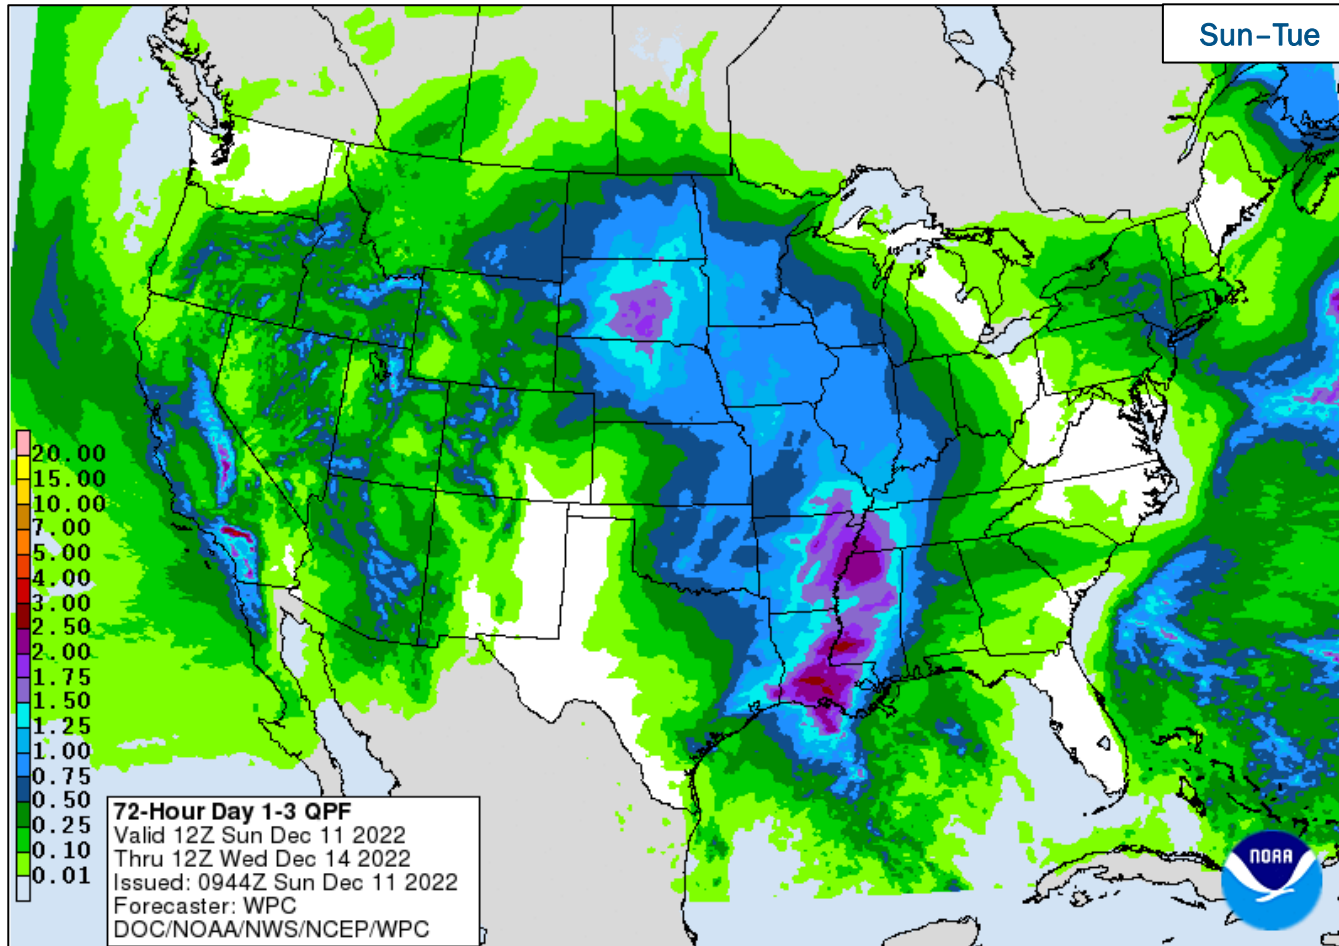 Sun–Tue
20.00
15.00
10.00
7.00
5.00
4.00
3.00
2.50
2.00
1.75
1.50
1.25
1.00
0.75
0.50
0.25
0.10
0.01
72-Hour Day 1-3 QPF
Valid 12Z Sun Dec 11 2022
Thru 12Z Wed Dec 14 2022
Issued: 0944Z Sun Dec 11 2022
Forecaster: WPC
DOC/NOAA/NWS/NCEP/WPC
NOAA